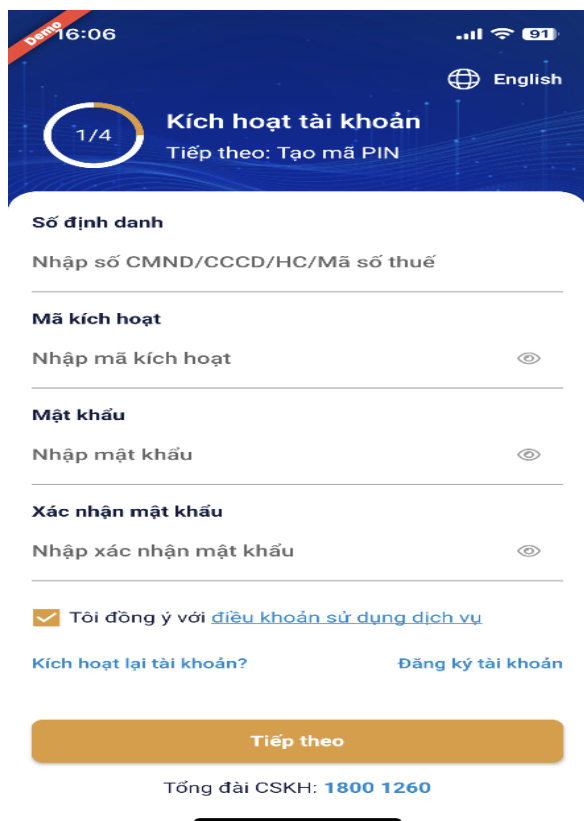 Demo
16:06
91
English
1/4
Kích hoạt tài khoản
Tiếp theo: Tạo mã PIN
Số định danh
Nhập số CMND/CCCD/HC/Mã số thuế
Mã kích hoạt
Nhập mã kích hoạt
Mật khẩu
Nhập mật khẩu
Xác nhận mật khẩu
Nhập xác nhận mật khẩu
Tôi đồng ý với điều khoản sử dụng dịch vụ
Kích hoạt lại tài khoản? Đăng ký tài khoản
Tiếp theo
Tổng đài CSKH: 1800 1260